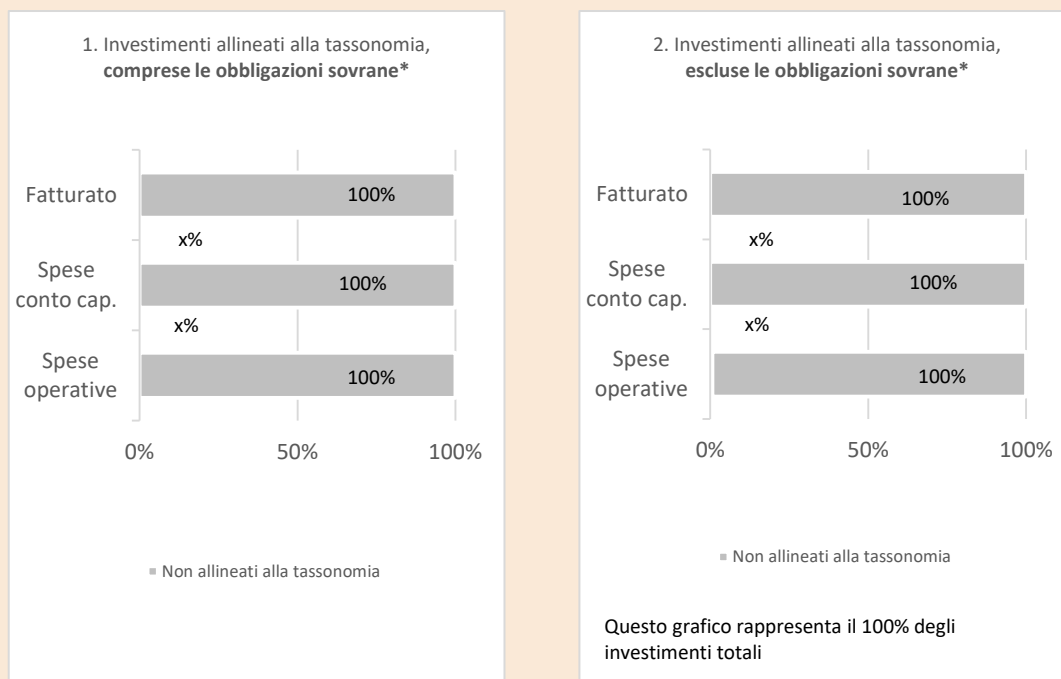 1. Investimenti allineati alla tassonomia,
comprese le obbligazioni sovrane*
Fatturato
100%
x%
Spese
conto cap.
100%
x%
Spese
operative
100%
0%
50%
100%
Non allineati alla tassonomia
2. Investimenti allineati alla tassonomia,
escluse le obbligazioni sovrane*
Fatturato
100%
x%
Spese
conto cap.
100%
x%
Spese
operative
100%
0%
50%
100%
Non allineati alla tassonomia
Questo grafico rappresenta il 100% degli
investimenti totali